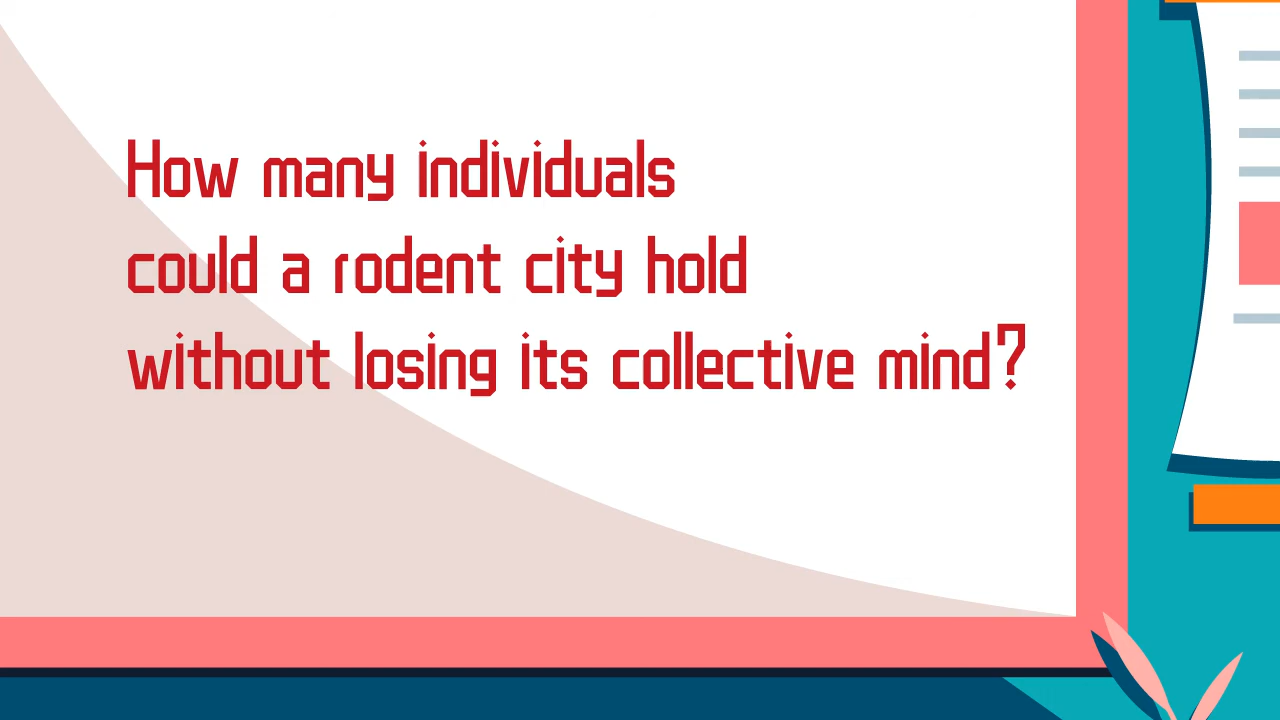 How many individuals
could a rodent city hold
without losing its collective mind?